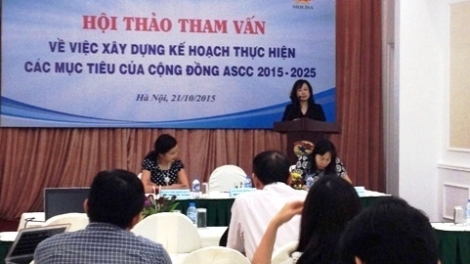 HỘI THẢO THAM VẤN
VỀ VIỆC XÂY DỰNG KẾ HOẠCH THỰC HIỆN
CÁC MỤC TIÊU CỦA CỘNG ĐỒNG ASCC 2015 - 2025
Hà Nội, 21/10/2015